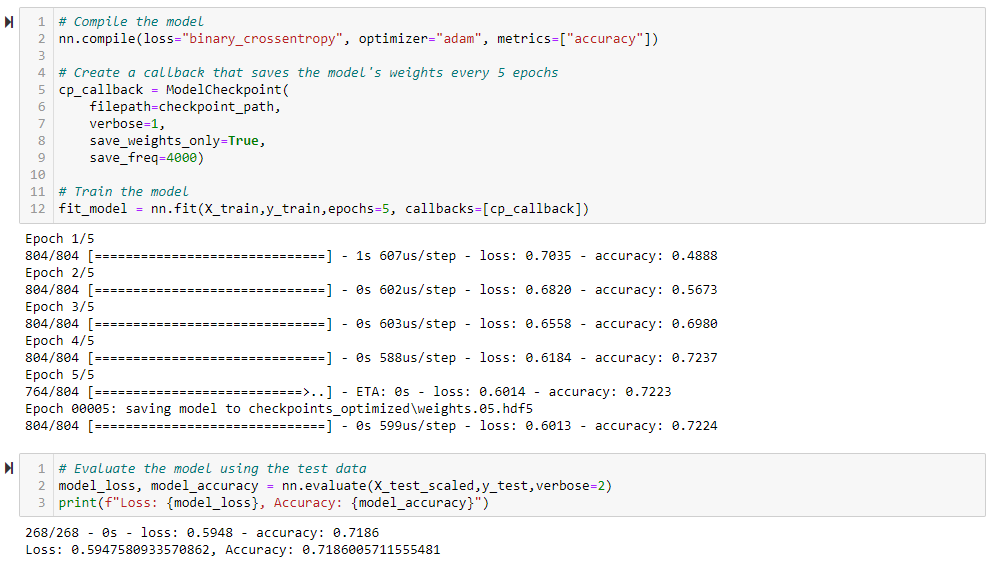 1 # Compile the model
2 nn.compile(loss="binary_crossentropy", optimizer="adam", metrics=["accuracy"])
3
4 # Create a callback that saves the model's weights every 5 epochs
5 cp_callback = ModelCheckpoint(
6     filepath=checkpoint_path,
7     verbose=1,
8     save_weights_only=True,
9     save_freq=4000)
10
11 # Train the model
12 fit_model = nn.fit(X_train,y_train,epochs=5, callbacks=[cp_callback])
Epoch 1/5
804/804 [==============================] - 1s 607us/step - loss: 0.7035 - accuracy: 0.4888
Epoch 2/5
804/804 [==============================] - 0s 602us/step - loss: 0.6820 - accuracy: 0.5673
Epoch 3/5
804/804 [==============================] - 0s 603us/step - loss: 0.6558 - accuracy: 0.6980
Epoch 4/5
804/804 [==============================] - 0s 588us/step - loss: 0.6184 - accuracy: 0.7237
Epoch 5/5
764/804 [===========================>..] - ETA: 0s - loss: 0.6014 - accuracy: 0.7223
Epoch 00005: saving model to checkpoints_optimized\weights.05.hdf5
804/804 [==============================] - 0s 599us/step - loss: 0.6013 - accuracy: 0.7224
1 # Evaluate the model using the test data
2 model_loss, model_accuracy = nn.evaluate(X_test_scaled,y_test,verbose=2)
3 print(f"Loss: {model_loss}, Accuracy: {model_accuracy}")
268/268 - 0s - loss: 0.5948 - accuracy: 0.7186
Loss: 0.5947580933570862, Accuracy: 0.7186005711555481